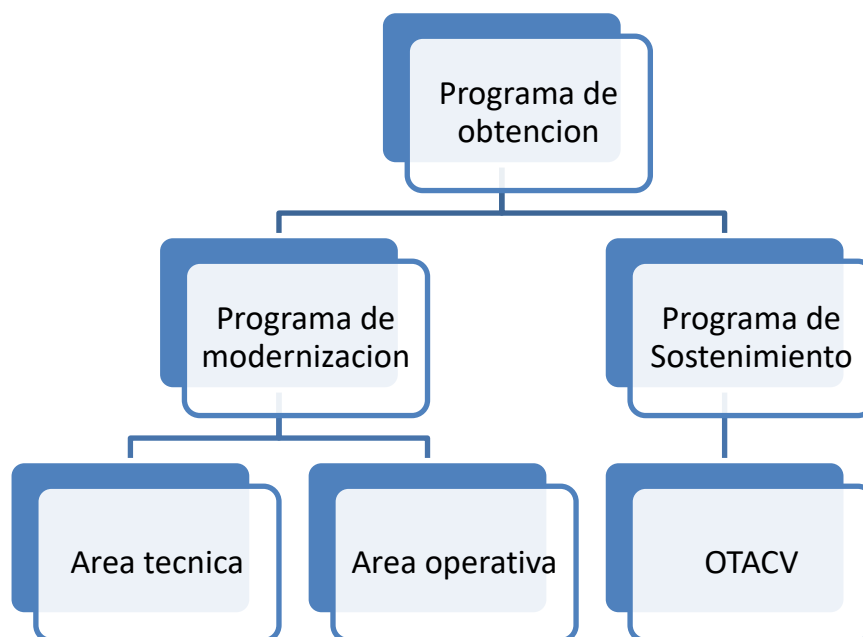 Programa de
obtencion
Programa de
modernizacion
Programa de
Sostenimiento
Area tecnica
Area operativa
OTACV